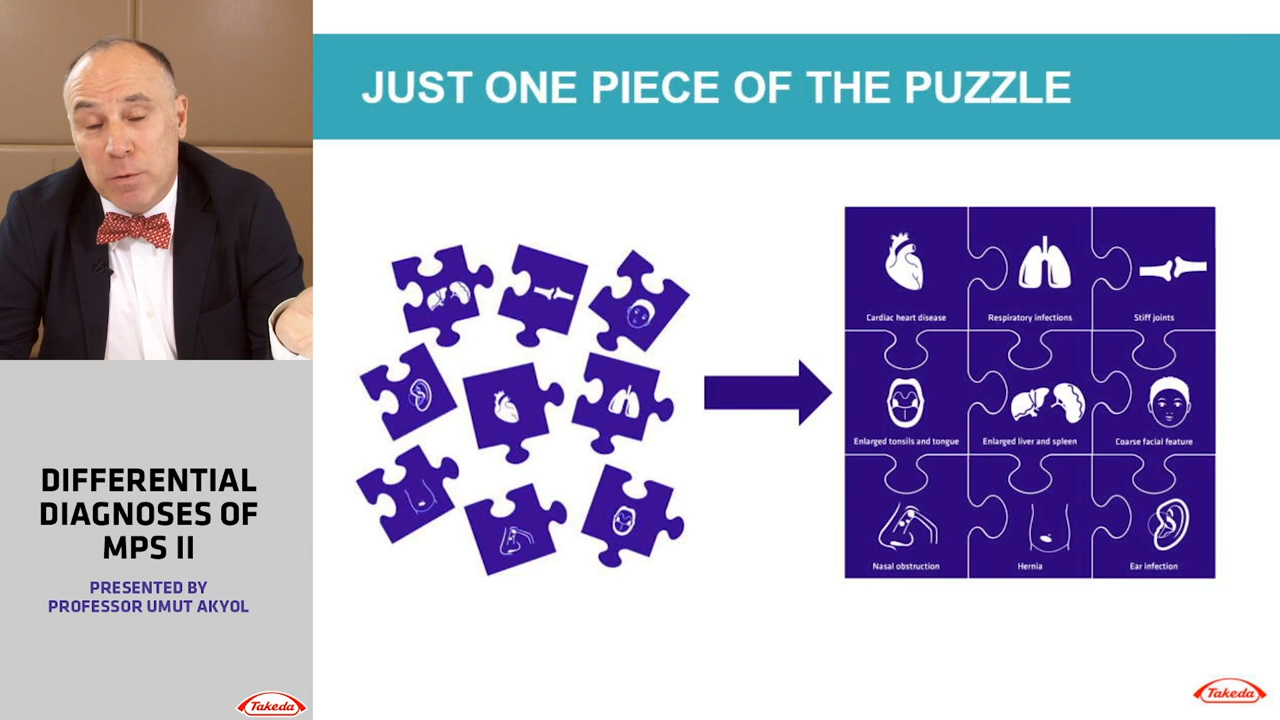 JUST ONE PIECE OF THE PUZZLE
Cardiac heart disease
Respiratory infections
Stiff joints
Enlarged tonsils and tongue
Enlarged liver and spleen
Coarse facial feature
Nasal obstruction
Hernia
Ear infection
DIFFERENTIAL
DIAGNOSES OF
MPS II
PRESENTED BY
PROFESSOR UMUT AKYOL
Takeda
Takeda